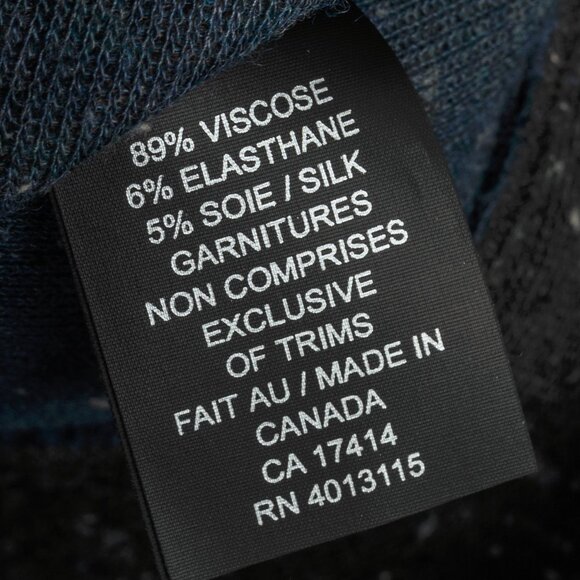 89% VISCOSE
6% ELASTHANE
5% SOIE / SILK
GARNITURES
NON COMPRISES
EXCLUSIVE
OF TRIMS
FAIT AU / MADE IN
CANADA
CA 17414
RN 4013115